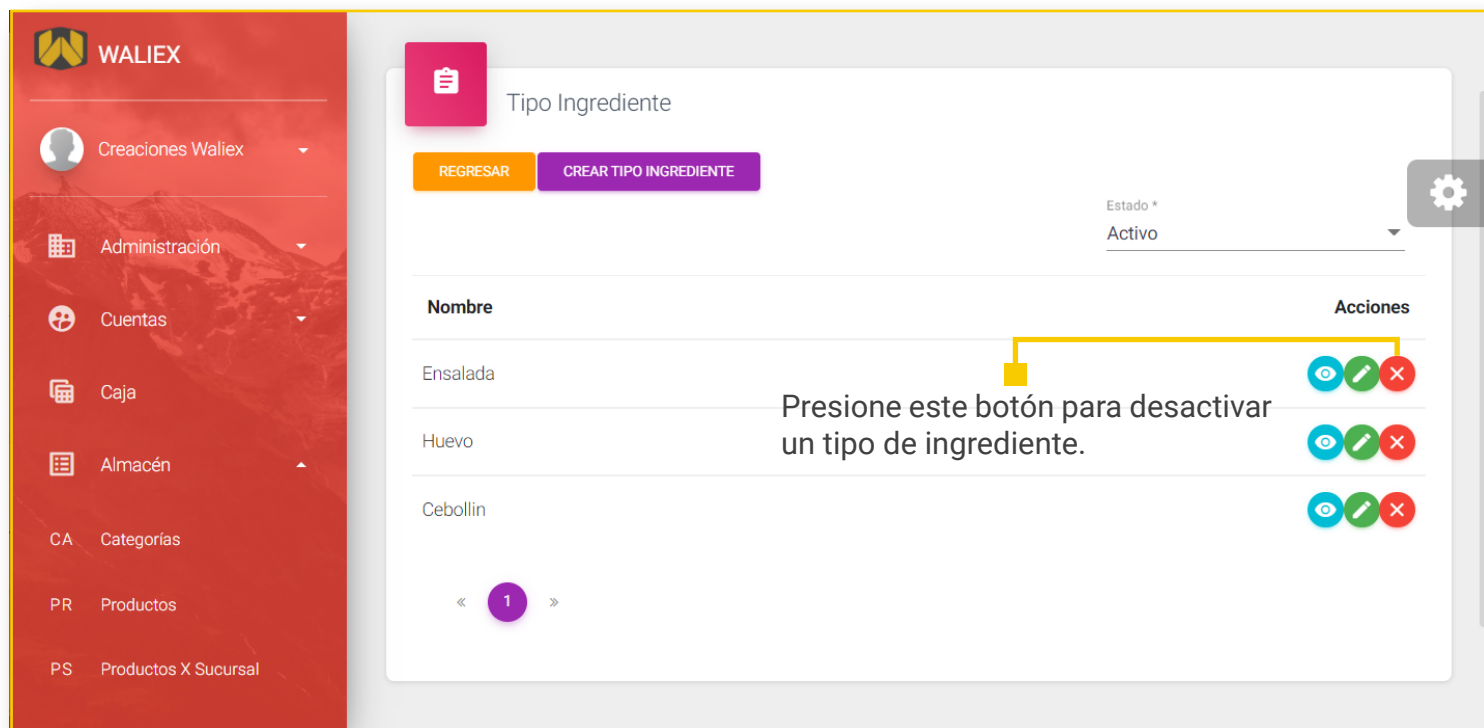 WALIEX
Creaciones Waliex
Administración
Cuentas
Caja
Almacén
CA Categorías
PR Productos
PS Productos X Sucursal
Tipo Ingrediente
REGRESAR CREAR TIPO INGREDIENTE
Estado *
Activo
Nombre Acciones
Ensalada
Presione este botón para desactivar
un tipo de ingrediente.
Huevo
Cebollin
« 1 »